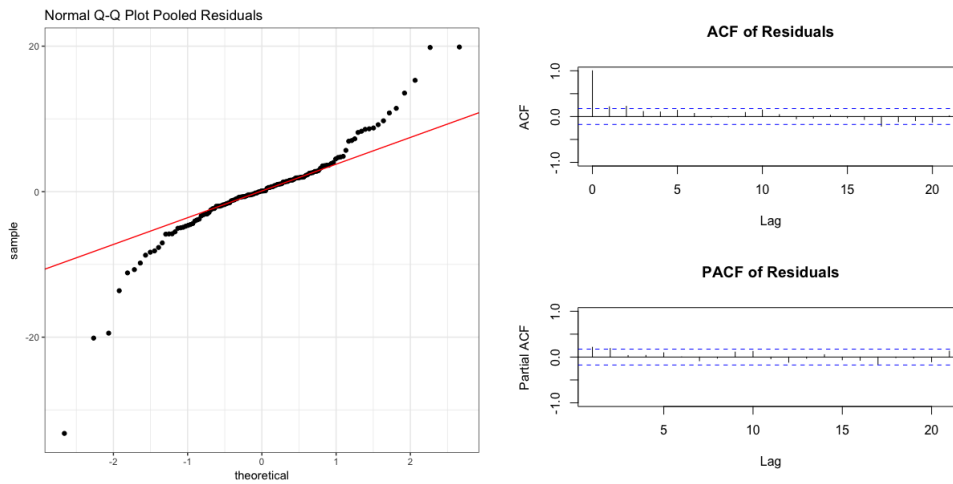 Normal Q-Q Plot Pooled Residuals
20
0
-20
sample
-2
-1
0
1
2
theoretical
ACF of Residuals
1.0
0.0
-1.0
ACF
0
5
10
15
20
Lag
PACF of Residuals
1.0
0.0
-1.0
Partial ACF
5
10
15
20
Lag